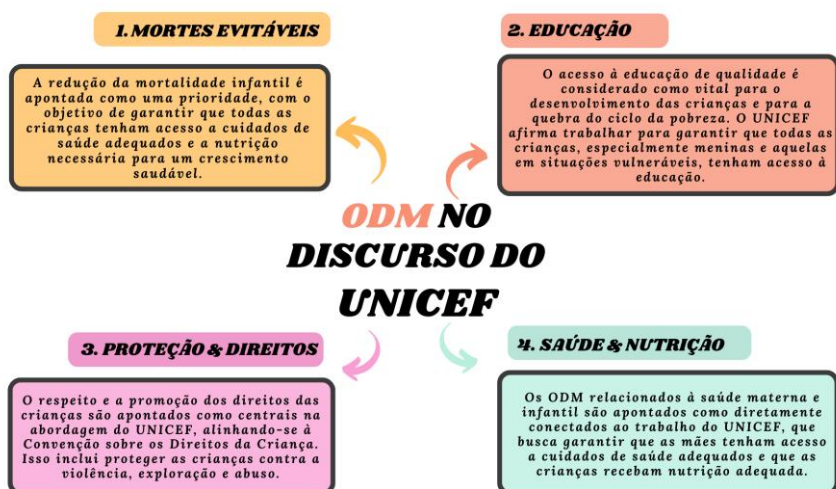 1. MORTES EVITÁVEIS
A redução da mortalidade infantil é
apontada como uma prioridade, com o
objetivo de garantir que todas as
crianças tenham acesso a cuidados de
saúde adequados e a nutrição
necessária para um crescimento
saudável.
2. EDUCAÇÃO
O acesso à educação de qualidade é
considerado como vital para o
desenvolvimento das crianças e para a
quebra do ciclo da pobreza. O UNICEF
afirma trabalhar para garantir que todas as
crianças, especialmente meninas e aquelas
em situações vulneráveis, tenham acesso à
educação.
ODM NO
DISCURSO DO
UNICEF
3. PROTEÇÃO & DIREITOS
O respeito e a promoção dos direitos das
crianças são apontados como centrais na
abordagem do UNICEF, alinhando-se à
Convenção sobre os Direitos da Criança.
Isso inclui proteger as crianças contra a
violência, exploração e abuso.
4. SAÚDE & NUTRIÇÃO
Os ODM relacionados à saúde materna e
infantil são apontados como diretamente
conectados ao trabalho do UNICEF, que
busca garantir que as mães tenham acesso
a cuidados de saúde adequados e que as
crianças recebam nutrição adequada.